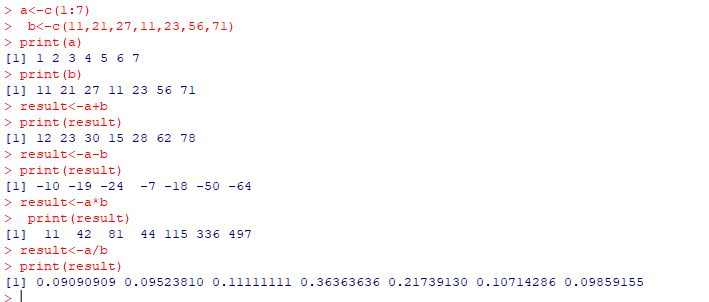 > a<-c(1:7)
>  b<-c(11,21,27,11,23,56,71)
> print(a)
[1] 1 2 3 4 5 6 7
> print(b)
[1] 11 21 27 11 23 56 71
> result<-a+b
> print(result)
[1] 12 23 30 15 28 62 78
> result<-a-b
> print(result)
[1] -10 -19 -24  -7 -18 -50 -64
> result<-a*b
>  print(result)
[1]  11  42  81  44 115 336 497
> result<-a/b
> print(result)
[1] 0.09090909 0.09523810 0.11111111 0.36363636 0.21739130 0.10714286 0.09859155
>